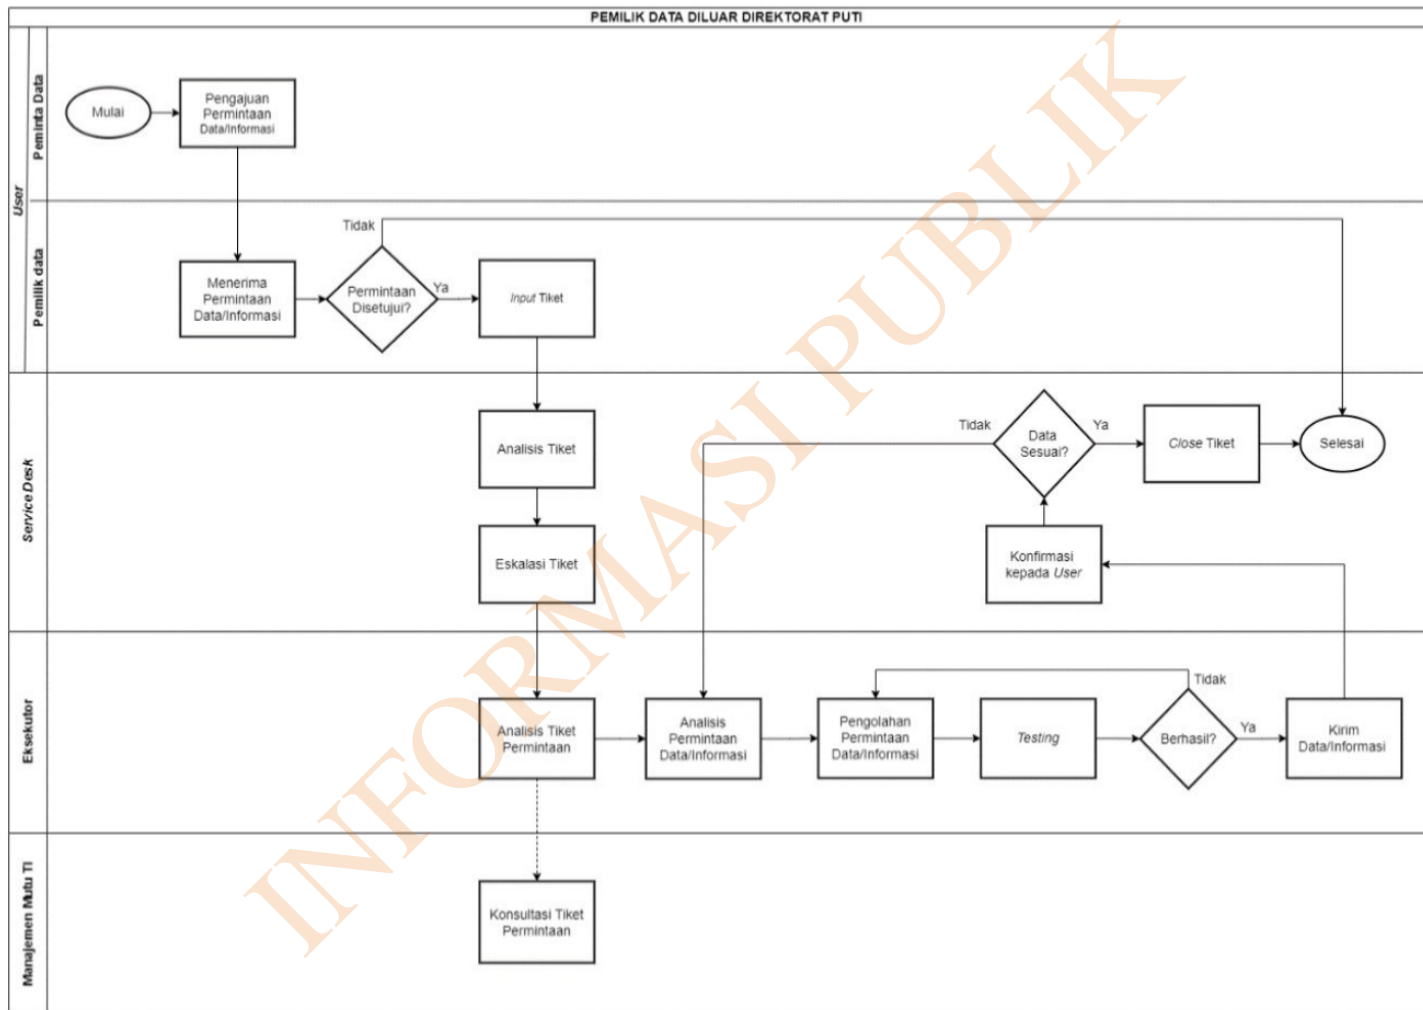 PEMILIK DATA DILUAR DIREKTORAT PUTI
User
Peminta Data
Mulai
Pengajuan
Permintaan
Data/Informasi
Pemilik data
Menerima
Permintaan
Data/Informasi
Tidak
Permintaan
Disetujui?
Ya
Input Tiket
Service Desk
Analisis Tiket
Eskalasi Tiket
Tidak
Data
Sesuai?
Ya
Close Tiket
Selesai
Konfirmasi
kepada User
Eksekutor
Analisis Tiket
Permintaan
Analisis
Permintaan
Data/Informasi
Pengolahan
Permintaan
Data/Informasi
Testing
Tidak
Berhasil?
Ya
Kirim
Data/Informasi
Manajemen Mutu TI
Konsultasi Tiket
Permintaan
INFORMASI PUBLIK